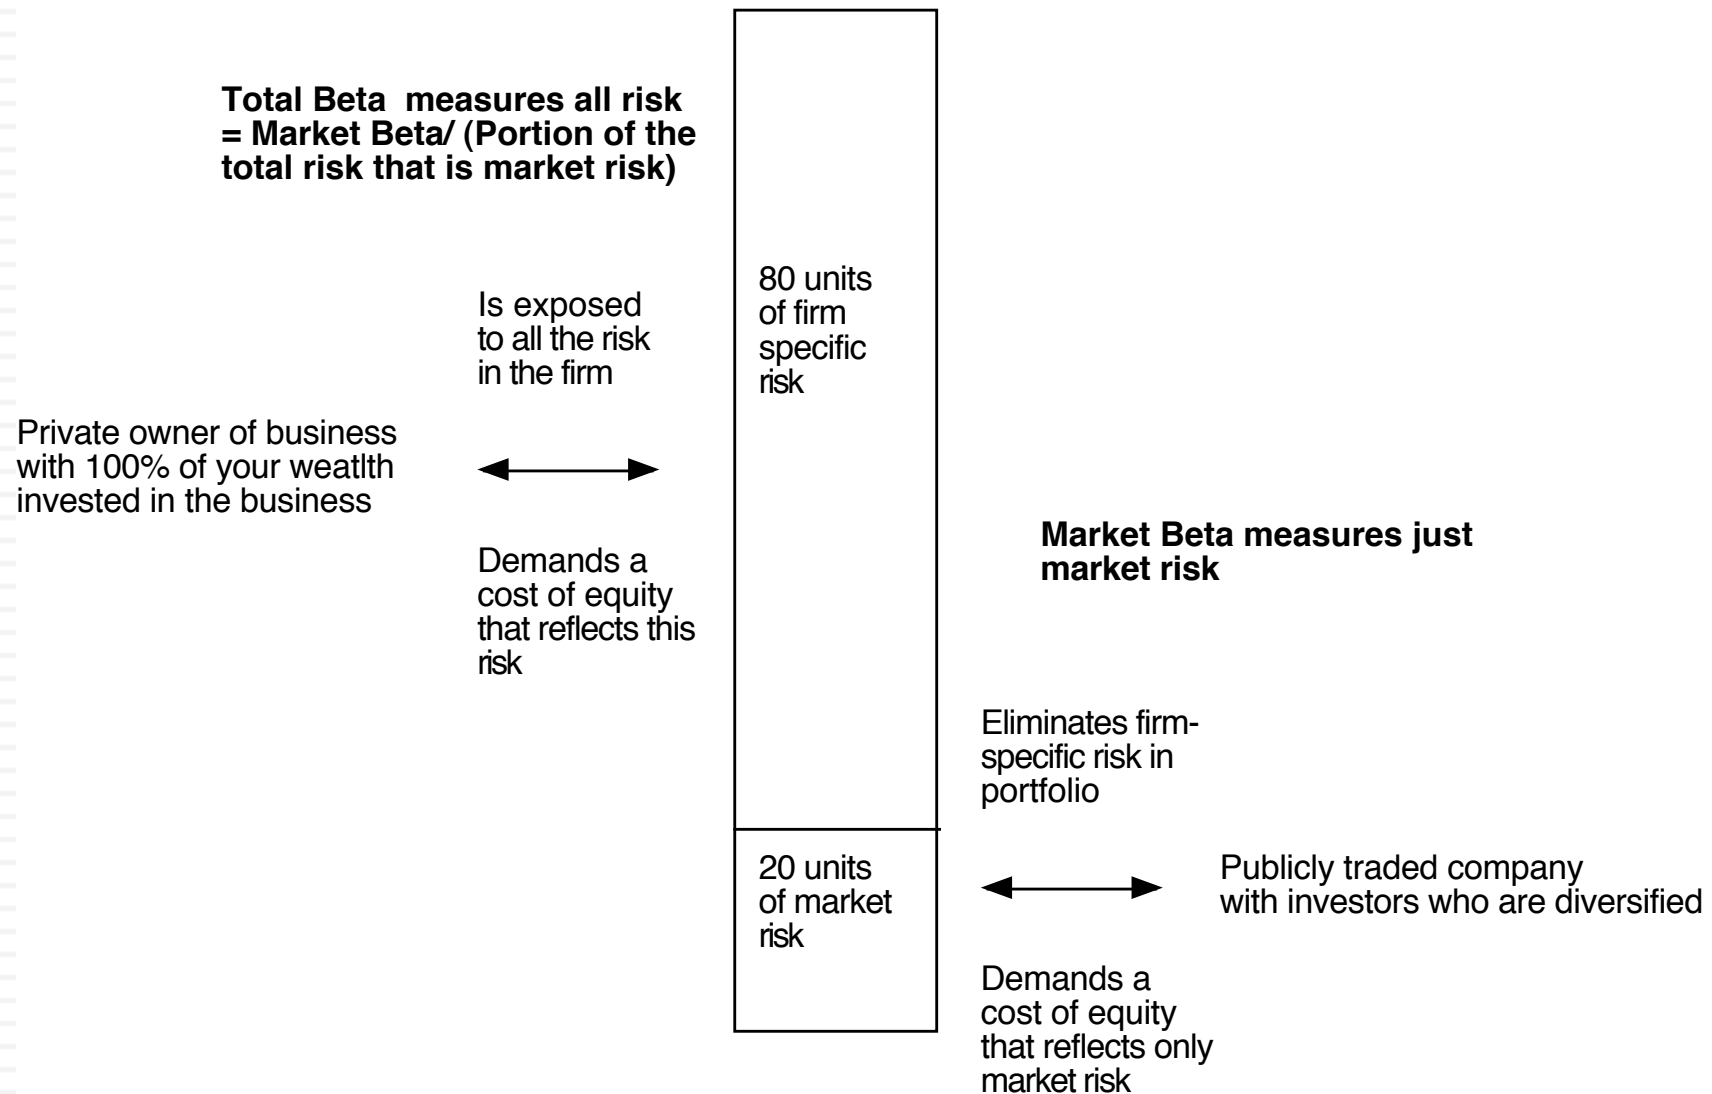 Total Beta  measures all risk
= Market Beta/ (Portion of the
total risk that is market risk)
80 units
of firm
specific
risk
Is exposed
to all the risk
in the firm
Private owner of business
with 100% of your weatlth
invested in the business
Demands a
cost of equity
that reflects this
risk
Market Beta measures just
market risk
Eliminates firm-
specific risk in
portfolio
20 units
of market
risk
Publicly traded company
with investors who are diversified
Demands a
cost of equity
that reflects only
market risk